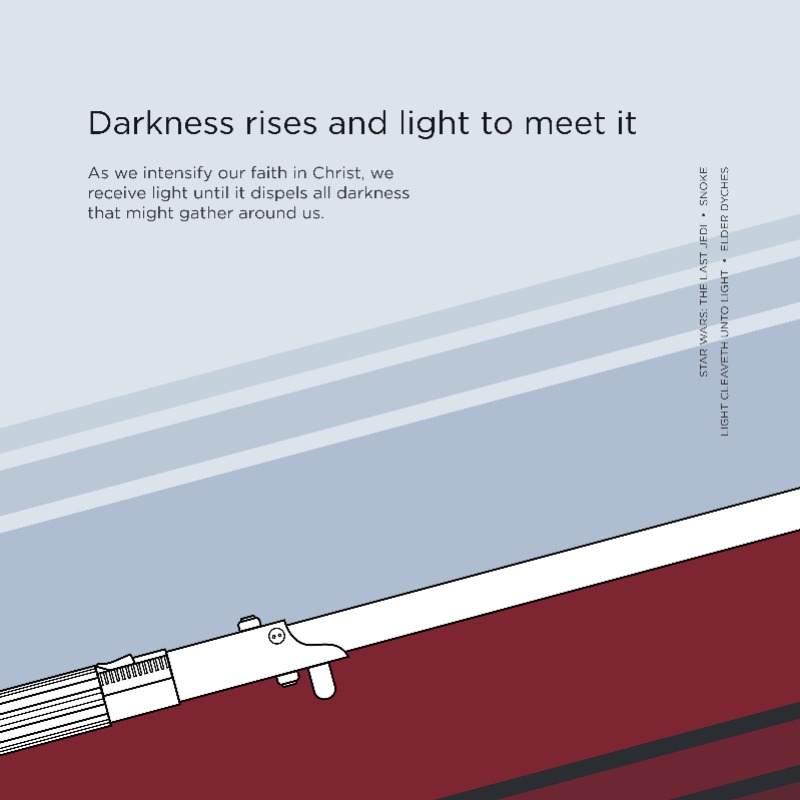 Darkness rises and light to meet it
As we intensify our faith in Christ, we
receive light until it dispels all darkness
that might gather around us.
STAR WARS: THE LAST JEDI • SNOKE
LIGHT CLEAVETH UNTO LIGHT • ELDER DYCHES